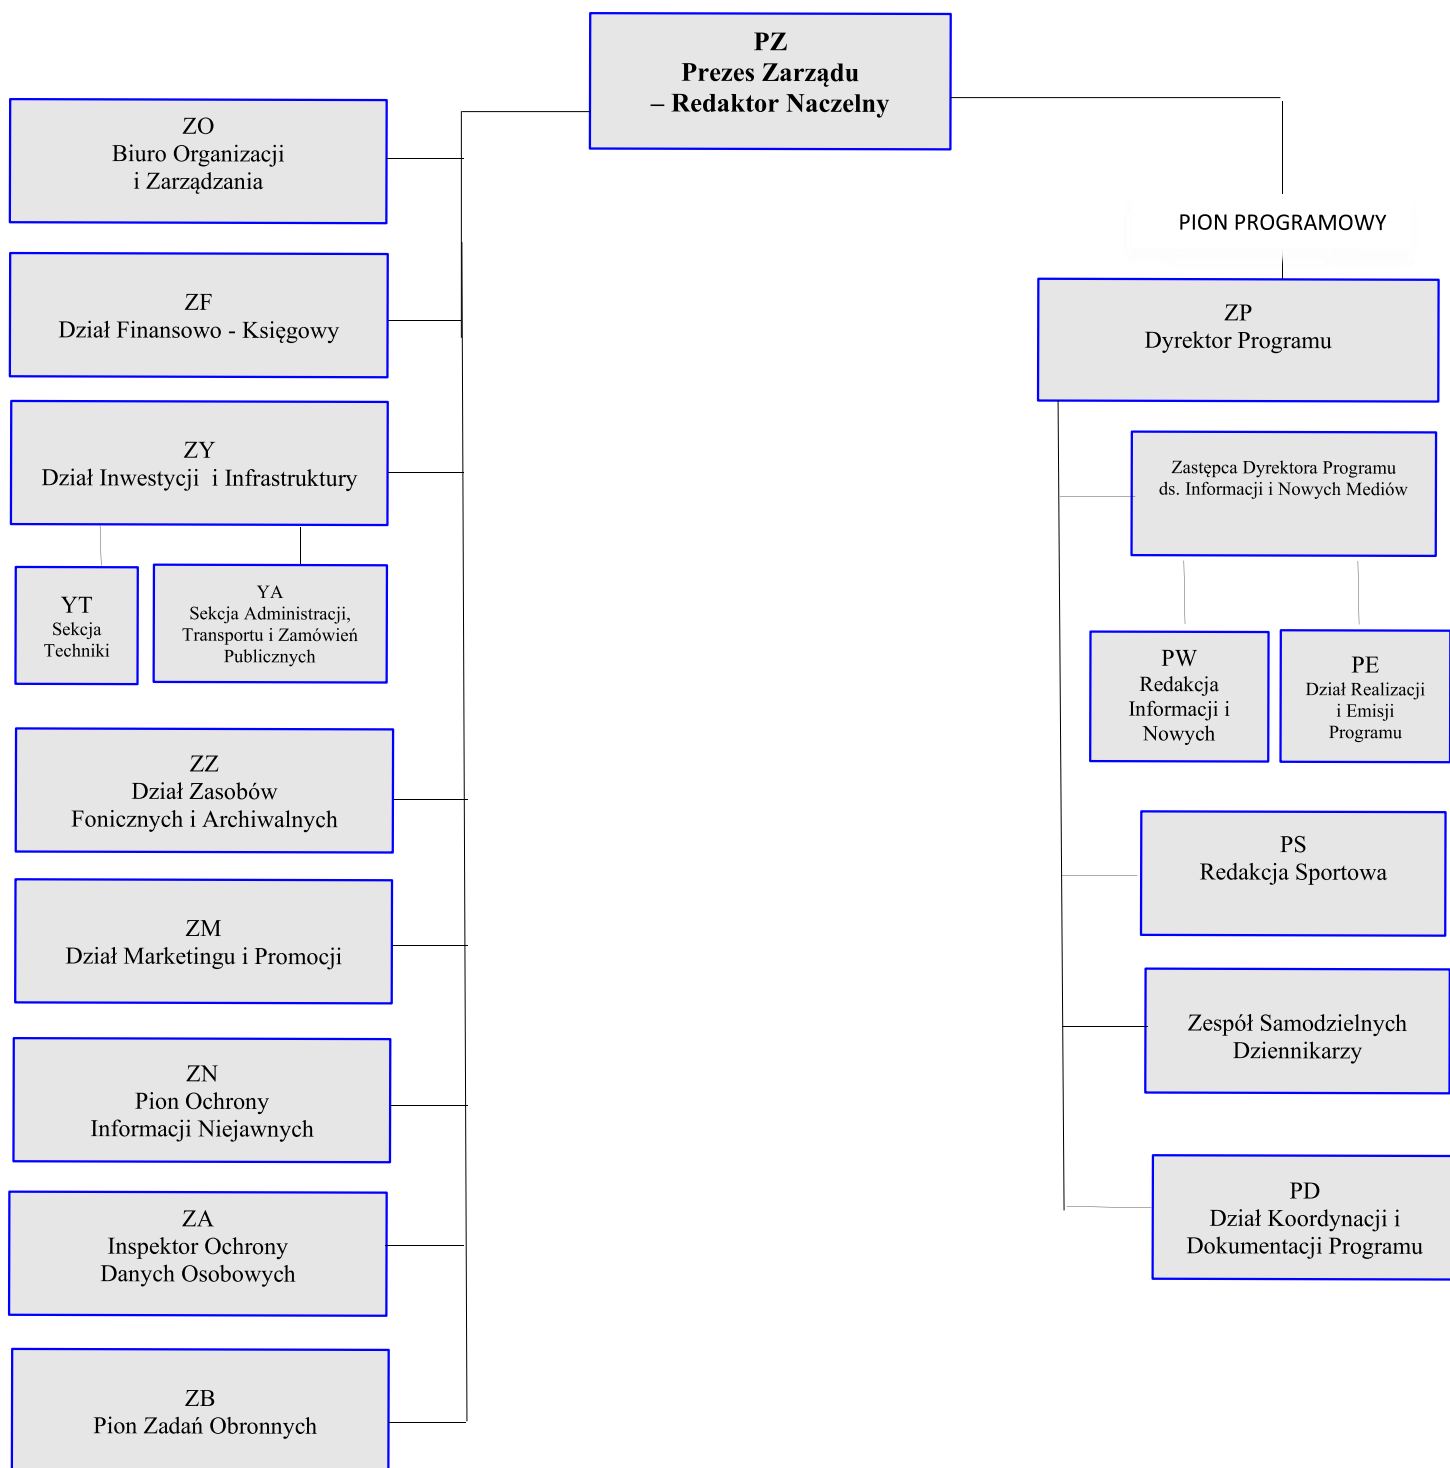 PZ
Prezes Zarządu
– Redaktor Naczelny
ZO
Biuro Organizacji
i Zarządzania
ZF
Dział Finansowo - Księgowy
ZY
Dział Inwestycji  i Infrastruktury
YT
Sekcja
Techniki
YA
Sekcja Administracji,
Transportu i Zamówień
Publicznych
ZZ
Dział Zasobów
Fonicznych i Archiwalnych
ZM
Dział Marketingu i Promocji
ZN
Pion Ochrony
Informacji Niejawnych
ZA
Inspektor Ochrony
Danych Osobowych
ZB
Pion Zadań Obronnych
PION PROGRAMOWY
ZP
Dyrektor Programu
Zastępca Dyrektora Programu
ds. Informacji i Nowych Mediów
PW
Redakcja
Informacji i
Nowych
PE
Dział Realizacji
i Emisji
Programu
PS
Redakcja Sportowa
Zespół Samodzielnych
Dziennikarzy
PD
Dział Koordynacji i
Dokumentacji Programu